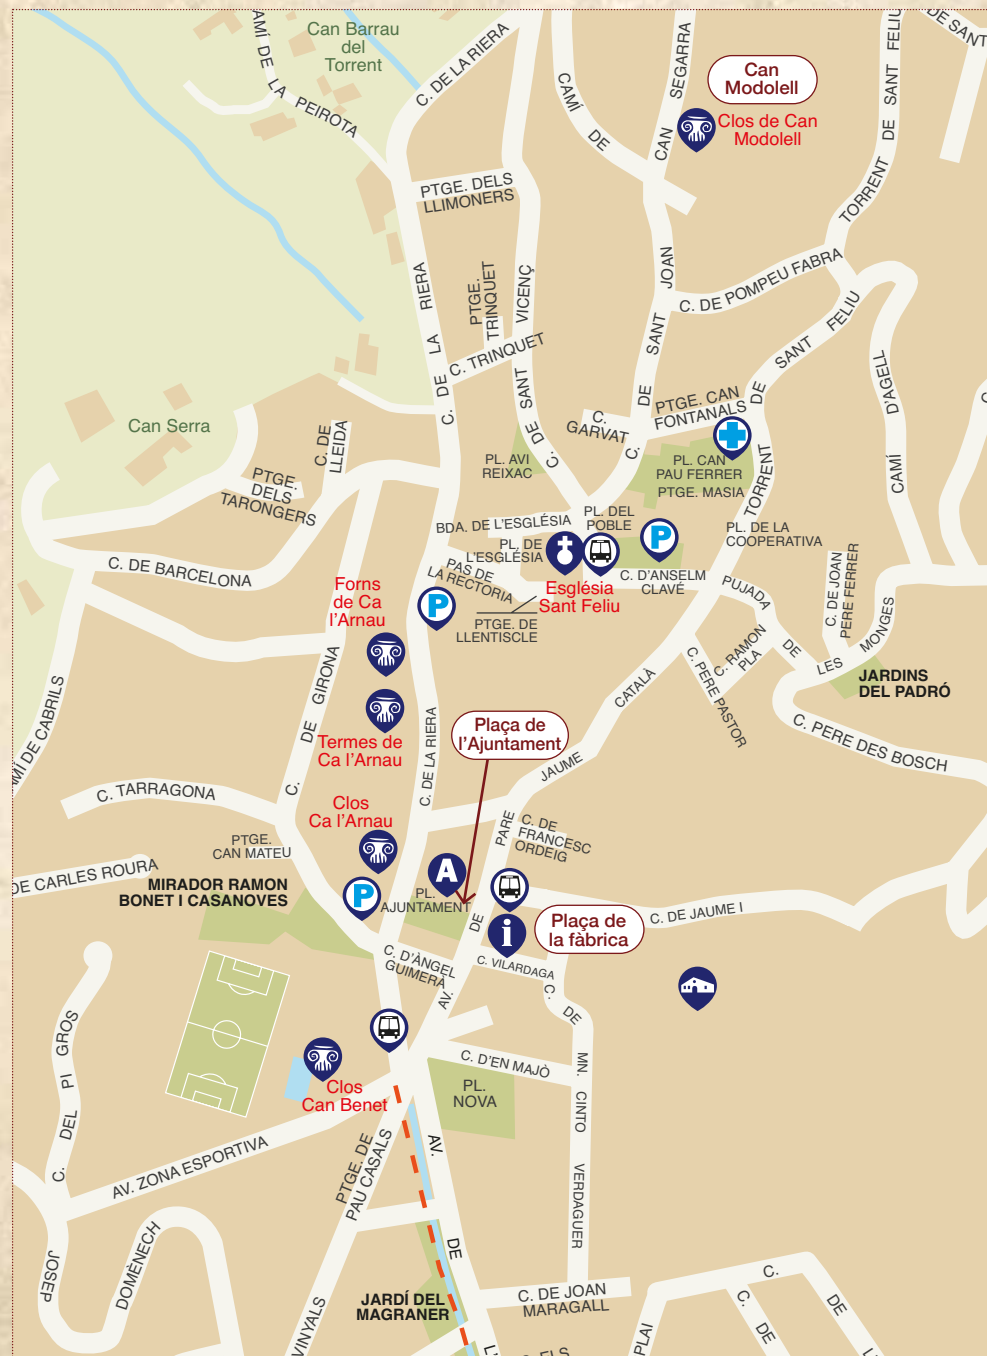 Can Barrau
del
Torrent
AMÍ DE LA PEIROTA
C. DE LA RIERA
CAMÍ DE
CAN SEGARRA
Can
Modolell
Clos de Can
Modolell
TORRENT DE SANT FELIU
DE SANT
PTGE. DELS
LLIMONERS
C. DE LA RIERA
PTGE.
TRINQUET
C. TRINQUET
C. DE SANT VICENÇ
C. DE SANT JOAN
C. DE POMPEU FABRA
TORRENT DE SANT FELIU
CAMÍ D'AGELL
Can Serra
C. DE
LLEIDA
PTGE.
DELS
TARONGERS
C. GARVAT
PTGE. CAN
FONTANALS
PL. AVI
REIXAC
PL. CAN
PAU FERRER
PTGE. MASIA
BDA. DE L'ESGLÉSIA
PL. DEL
POBLE
PL. DE
L'ESGLÉSIA
P
PL. DE LA
COOPERATIVA
C. DE BARCELONA
PAS DE
LA RECTORIA
Església
Sant Feliu
C. D'ANSELM
CLAVÉ
PTGE. DE
LLENTISCLE
Forns
de Ca
l'Arnau
P
PUJADA DE LES MONGES
C. DE JOAN
PERE FERRER
C. RAMON
PLA
C. PERE PASTOR
JARDINS
DEL PADRÓ
C. PERE DES BOSCH
AMÍ DE CABRILS
C. DE GIRONA
Termes de
Ca l'Arnau
C. DE LA RIERA
Plaça de
l'Ajuntament
AV. DE PARE JAUME CATALÀ
C. TARRAGONA
Clos
Ca l'Arnau
PTGE.
CAN MATEU
C. DE
FRANCESC
ORDEIG
DE CARLES ROURA
MIRADOR RAMON
BONET I CASANOVES
P
A
PL.
AJUNTAMENT
i
Plaça de
la fàbrica
C. DE JAUME I
C. D'ÀNGEL
GUIMERÀ
C. VILARDAGA
C. DE MN. CINTO VERDAGUER
C. DEL PI GROS
Clos
Can Benet
C. D'EN MAJÒ
PL.
NOVA
AV. ZONA ESPORTIVA
PTGE. DE
PAU CASALS
AV. DE L'
JOSEP
DOMÈNECH
VINYALS
JARDÍ DEL
MAGRANER
C. DE JOAN
MARAGALL
PLAI
C. DE
C. DE
ELS